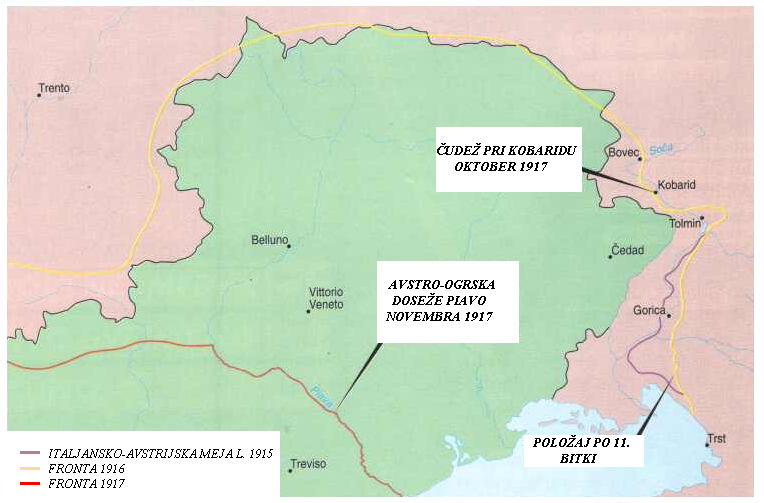 Trento
ČUDEŽ PRI KOBARIDU
OKTOBER 1917
Bovec
Soča
Kobarid
Tolmin
Belluno
Čedad
Vittorio
Veneto
AVSTRO-OGRSKA
DOSEŽE PIAVO
NOVEMBRA 1917
Gorica
Piava
POLOŽAJ PO 11.
BITKI
Trst
Treviso
ITALJANSKO-AVSTRIJSKA MEJA L. 1915
FRONTA 1916
FRONTA 1917